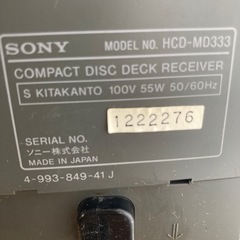 SONY MODEL NO. HCD-MD333
COMPACT DISC DECK RECEIVER
S KITAKANTO 100V 55W 50/60Hz
1222276
SERIAL NO.
ソニー株式会社
MADE IN JAPAN
4-993-849-41 J